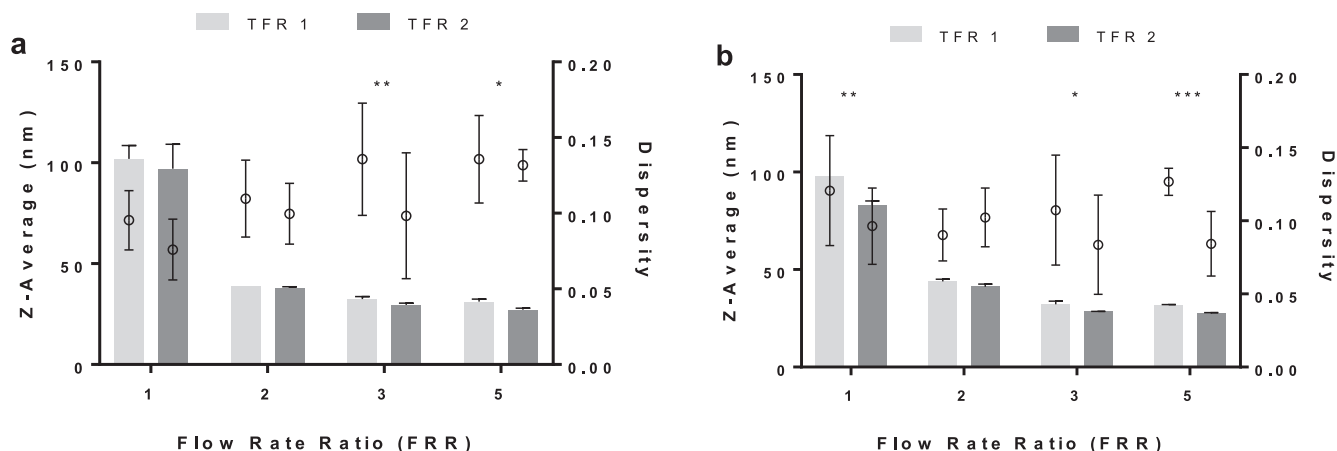 a
TFR 1 TFR 2
150
100
50
0
Z-Average (nm)
** *
0.20
0.15
0.10
0.05
0.00
Dispersity
1 2 3 5
Flow Rate Ratio (FRR)
b
TFR 1 TFR 2
150
100
50
0
Z-Average (nm)
** * ***
0.20
0.15
0.10
0.05
0.00
Dispersity
1 2 3 5
Flow Rate Ratio (FRR)